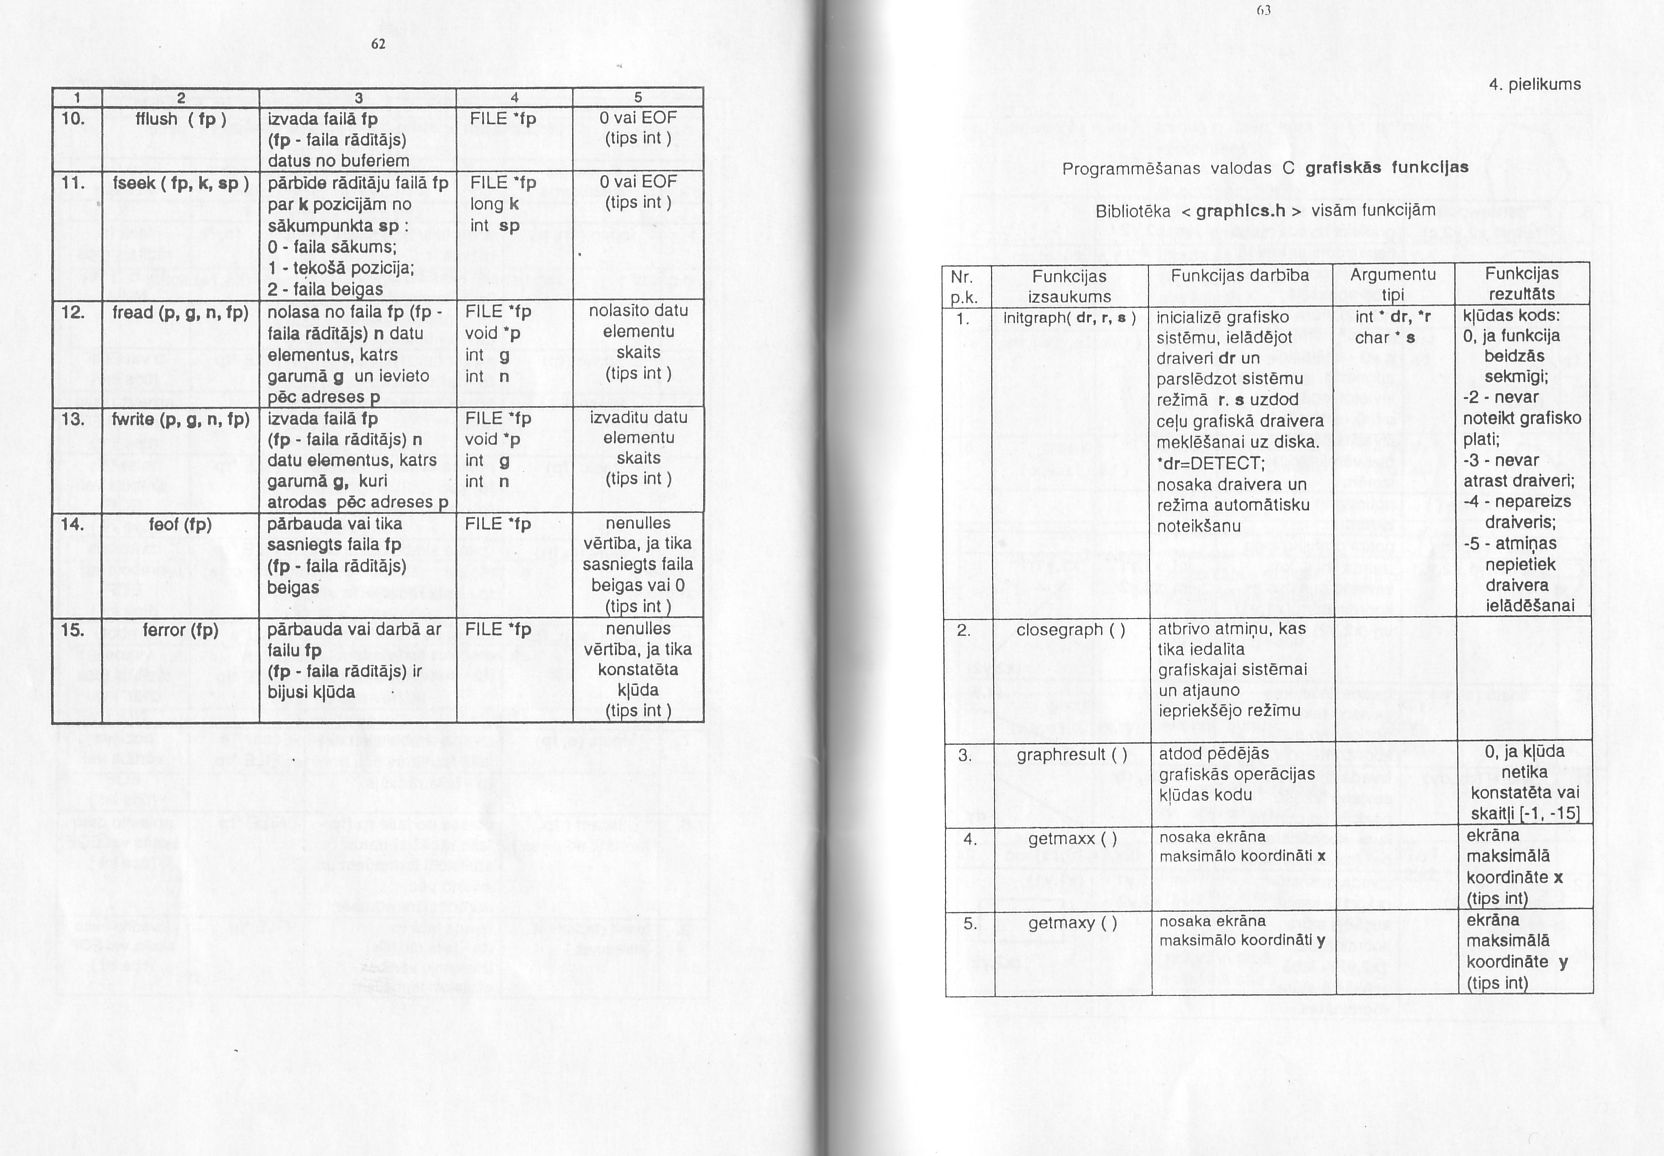 62
1 2 3 4 5
10. fflush ( fp ) izvada failā fp FILE *fp 0 vai EOF
(fp - faila rādītājs) (tips int )
datus no buferiem
11. fseek ( fp, k, sp ) pārbīde rādītāju failā fp FILE *fp 0 vai EOF
par k pozicijām no long k (tips int )
sākumpunkta sp : int sp
0 - faila sākums;
1 - tekošā pozicija;
2 - faila beigas
12. fread (p, g, n, fp) nolasa no faila fp (fp - FILE *fp nolasīto datu
faila rādītājs) n datu void *p elementu
elementus, katrs int g skaits
garumā g un ievieto int n (tips int )
pēc adreses p
13. fwrite (p, g, n, fp) izvada failā fp FILE *fp izvadītu datu
(fp - faila rādītājs) n void *p elementu
datu elementus, katrs int g skaits
garumā g, kuri int n (tips int )
atrodas pēc adreses p
14. feof (fp) pārbauda vai tika FILE *fp nenulles
sasniegts faila fp vērtība, ja tika
(fp - faila rādītājs) sasniegts faila
beigas beigas vai 0
(tips int )
15. ferror (fp) pārbauda vai darbā ar FILE *fp nenulles
failu fp vērtība, ja tika
(fp - faila rādītājs) ir konstatēta
bijusi kļūda kļūda
(tips int )
63
4. pielikums
Programmēšanas valodas C grafiskās funkcijas
Bibliotēka < graphics.h > visām funkcijām
Nr. Funkcijas Funkcijas darbība Argumentu Funkcijas
p.k. izsaukums tipi rezultāts
1. initgraph( dr, r, s ) inicializē grafisko int * dr, *r kļūdas kods:
sistēmu, ielādējot char * s 0, ja funkcija
draiveri dr un beidzās
parslēdzot sistēmu sekmīgi;
režimā r. s uzdod -2 - nevar
ceļu grafiskā draivera noteikt grafisko
meklēšanai uz diska. plati;
*dr=DETECT; -3 - nevar
nosaka draivera un atrast draiveri;
režīma automātisku -4 - nepareizs
noteikšanu draiveris;
-5 - atmiņas
nepietiek
draivera
ielādēšanai
2. closegraph ( ) atbrīvo atmiņu, kas
tika iedalīta
grafiskajai sistēmai
un atjauno
iepriekšējo režīmu
3. graphresult ( ) atdod pēdējās 0, ja kļūda
grafiskās operācijas netika
kļūdas kodu konstatēta vai
skaitļi [-1, -15]
4. getmaxx ( ) nosaka ekrāna ekrāna
maksimālo koordināti x maksimālā
koordināte x
(tips int)
5. getmaxy ( ) nosaka ekrāna ekrāna
maksimālo koordināti y maksimālā
koordināte y
(tips int)